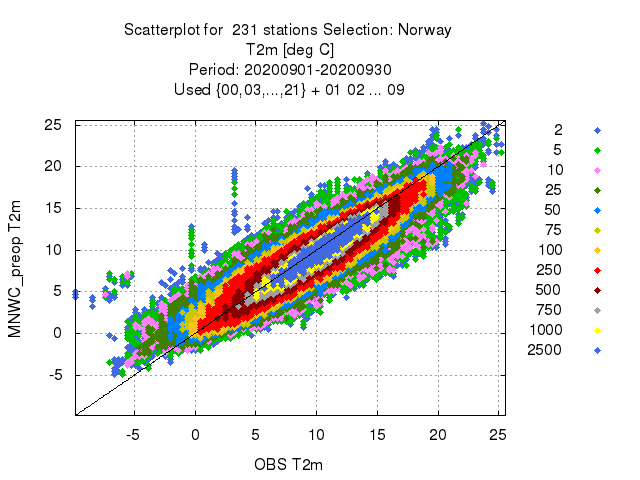 Scatterplot for 231 stations Selection: Norway
T2m [deg C]
Period: 20200901-20200930
Used {00,03,...,21} + 01 02 ... 09
MNWC_preop T2m
25
20
15
10
5
0
-5
-5 0 5 10 15 20 25
OBS T2m
2
5
10
25
50
75
100
250
500
750
1000
2500